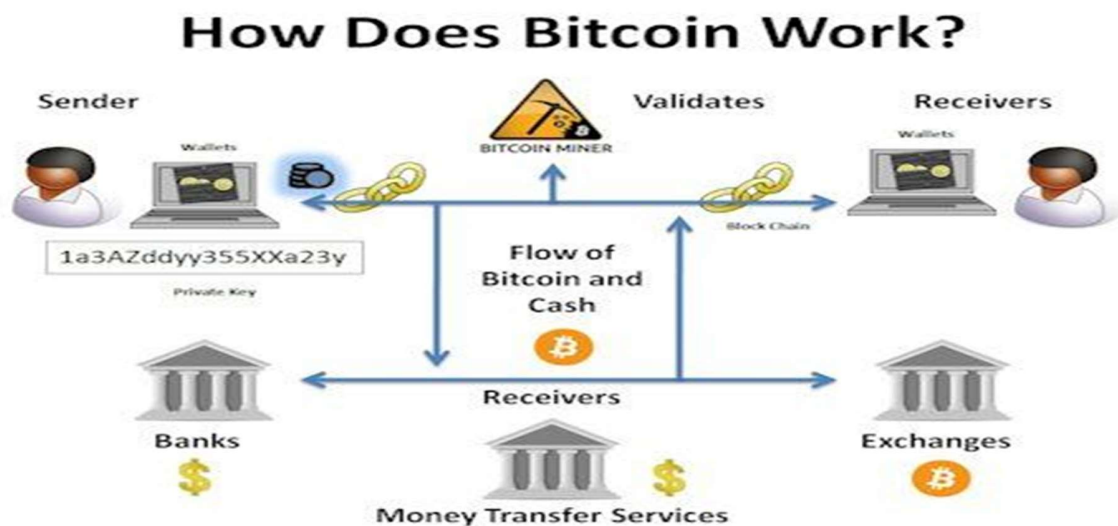 How Does Bitcoin Work?
Sender
Validates
Receivers
Wallets
BITCOIN MINER
Wallets
Block Chain
1a3AZddyy355XXa23y
Private Key
Flow of
Bitcoin and
Cash
Receivers
Banks
Exchanges
Money Transfer Services